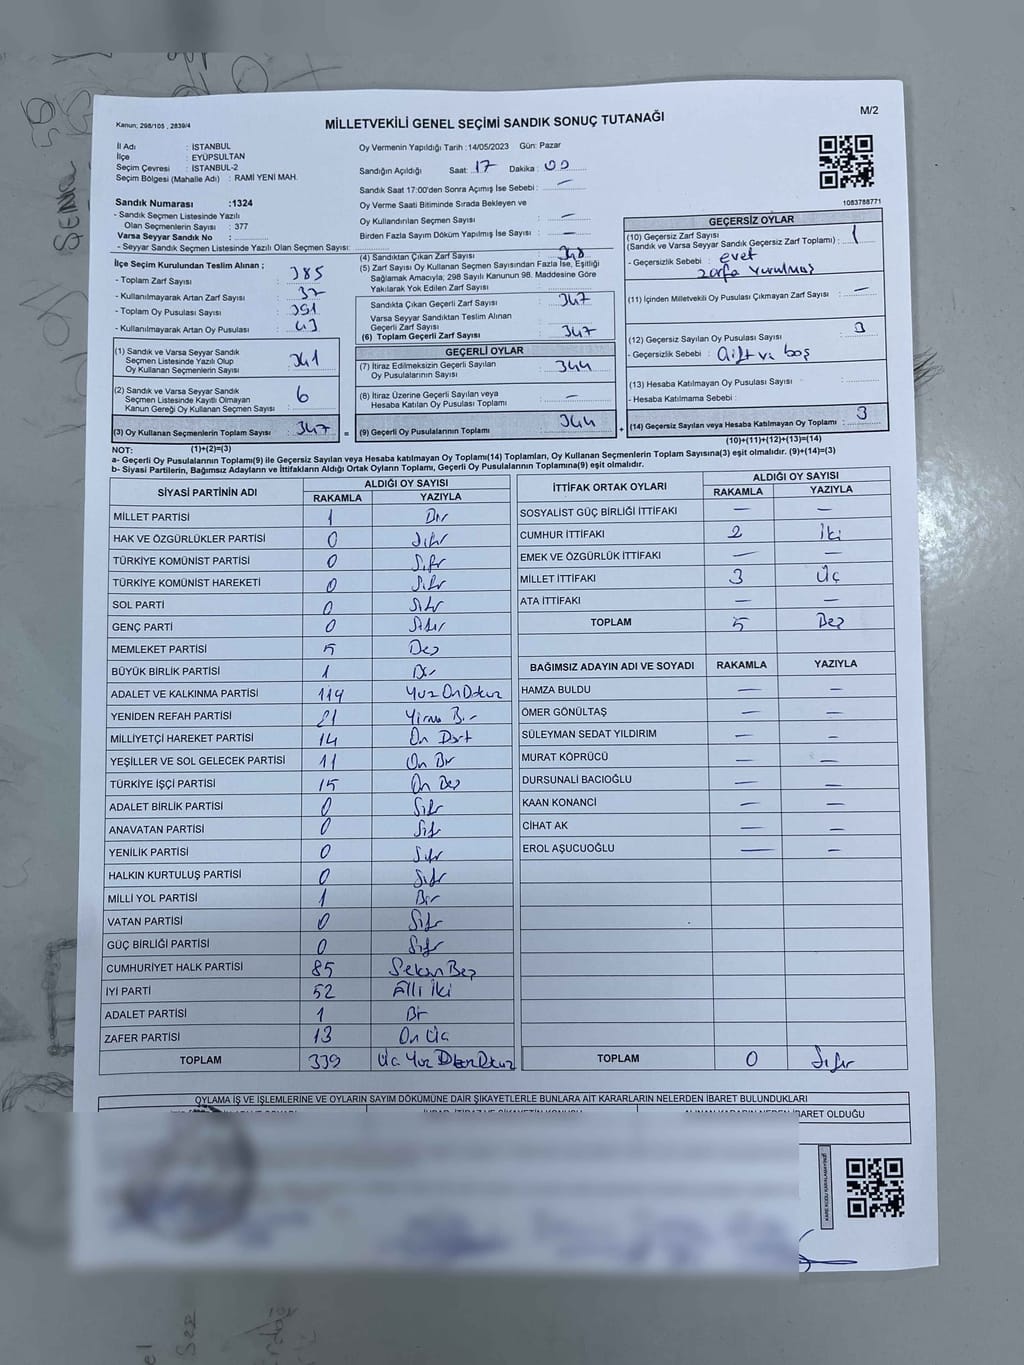 M/2
Kanun; 298/105 , 2839/4
MİLLETVEKİLİ GENEL SEÇİMİ SANDIK SONUÇ TUTANAĞI
İl Adı : İSTANBUL
İlçe : EYÜPSULTAN
Seçim Çevresi : İSTANBUL-2
Seçim Bölgesi (Mahalle Adı) : RAMİ YENİ MAH.
Sandık Numarası :1324
- Sandık Seçmen Listesinde Yazılı
Olan Seçmenlerin Sayısı : 377
Varsa Seyyar Sandık No :
- Seyyar Sandık Seçmen Listesinde Yazılı Olan Seçmen Sayısı:
Oy Vermenin Yapıldığı Tarih :14/05/2023 Gün: Pazar
Sandığın Açıldığı Saat: 17 Dakika : 00
Sandık Saat 17:00'den Sonra Açımış İse Sebebi : —
Oy Verme Saati Bitiminde Sırada Bekleyen ve
Oy Kullandırılan Seçmen Sayısı : —
Birden Fazla Sayım Döküm Yapılmış İse Sayısı : —
1083788771
İlçe Seçim Kurulundan Teslim Alınan ;
- Toplam Zarf Sayısı : 385
- Kullanılmayarak Artan Zarf Sayısı : 37
- Toplam Oy Pusulası Sayısı : 391
- Kullanılmayarak Artan Oy Pusulası : 43
(1) Sandık ve Varsa Seyyar Sandık
Seçmen Listesinde Yazılı Olup
Oy Kullanan Seçmenlerin Sayısı : 341
(2) Sandık ve Varsa Seyyar Sandık
Seçmen Listesinde Kayıtlı Olmayan
Kanun Gereği Oy Kullanan Seçmen Sayısı : 6
(3) Oy Kullanan Seçmenlerin Toplam Sayısı : 347
(4) Sandıktan Çıkan Zarf Sayısı : 348
(5) Zarf Sayısı Oy Kullanan Seçmen Sayısından Fazla İse, Eşitliği
Sağlamak Amacıyla, 298 Sayılı Kanunun 98. Maddesine Göre
Yakılarak Yok Edilen Zarf Sayısı :
Sandıkta Çıkan Geçerli Zarf Sayısı : 347
Varsa Seyyar Sandıktan Teslim Alınan
Geçerli Zarf Sayısı :
(6) Toplam Geçerli Zarf Sayısı : 347
GEÇERLİ OYLAR
(7) İtiraz Edilmeksizin Geçerli Sayılan
Oy Pusulalarının Sayısı : 344
(8) İtiraz Üzerine Geçerli Sayılan veya
Hesaba Katılan Oy Pusulası Toplamı : —
= (9) Geçerli Oy Pusulalarının Toplamı : 344
GEÇERSİZ OYLAR
(10) Geçersiz Zarf Sayısı
(Sandık ve Varsa Seyyar Sandık Geçersiz Zarf Toplamı) : 1
- Geçersizlik Sebebi : evet
zarfa vurulmuş
(11) İçinden Milletvekili Oy Pusulası Çıkmayan Zarf Sayısı : —
(12) Geçersiz Sayılan Oy Pusulası Sayısı : 3
- Geçersizlik Sebebi : Çift ve boş
(13) Hesaba Katılmayan Oy Pusulası Sayısı :
- Hesaba Katılmama Sebebi :
+ (14) Geçersiz Sayılan veya Hesaba Katılmayan Oy Toplamı : 3
NOT: (1)+(2)=(3) (10)+(11)+(12)+(13)=(14)
a- Geçerli Oy Pusulalarının Toplamı(9) ile Geçersiz Sayılan veya Hesaba katılmayan Oy Toplamı(14) Toplamları, Oy Kullanan Seçmenlerin Toplam Sayısına(3) eşit olmalıdır. (9)+(14)=(3)
b- Siyasi Partilerin, Bağımsız Adayların ve İttifakların Aldığı Ortak Oyların Toplamı, Geçerli Oy Pusulalarının Toplamına(9) eşit olmalıdır.
SİYASİ PARTİNİN ADI ALDIĞI OY SAYISI
RAKAMLA YAZIYLA
MİLLET PARTİSİ 1 Bir
HAK VE ÖZGÜRLÜKLER PARTİSİ 0 Sıfır
TÜRKİYE KOMÜNİST PARTİSİ 0 Sıfır
TÜRKİYE KOMÜNİST HAREKETİ 0 Sıfır
SOL PARTİ 0 Sıfır
GENÇ PARTİ 0 Sıfır
MEMLEKET PARTİSİ 5 Beş
BÜYÜK BİRLİK PARTİSİ 1 Bir
ADALET VE KALKINMA PARTİSİ 119 Yüz On Dokuz
YENİDEN REFAH PARTİSİ 21 Yirmi Bir
MİLLİYETÇİ HAREKET PARTİSİ 14 On Dört
YEŞİLLER VE SOL GELECEK PARTİSİ 11 On Bir
TÜRKİYE İŞÇİ PARTİSİ 15 On Beş
ADALET BİRLİK PARTİSİ 0 Sıfır
ANAVATAN PARTİSİ 0 Sıfır
YENİLİK PARTİSİ 0 Sıfır
HALKIN KURTULUŞ PARTİSİ 0 Sıfır
MİLLİ YOL PARTİSİ 1 Bir
VATAN PARTİSİ 0 Sıfır
GÜÇ BİRLİĞİ PARTİSİ 0 Sıfır
CUMHURİYET HALK PARTİSİ 85 Seksen Beş
İYİ PARTİ 52 Elli İki
ADALET PARTİSİ 1 Bir
ZAFER PARTİSİ 13 On Üç
TOPLAM 339 Üç Yüz Otuz Dokuz
İTTİFAK ORTAK OYLARI ALDIĞI OY SAYISI
RAKAMLA YAZIYLA
SOSYALİST GÜÇ BİRLİĞİ İTTİFAKI — —
CUMHUR İTTİFAKI 2 İki
EMEK VE ÖZGÜRLÜK İTTİFAKI — —
MİLLET İTTİFAKI 3 Üç
ATA İTTİFAKI — —
TOPLAM 5 Beş
BAĞIMSIZ ADAYIN ADI VE SOYADI RAKAMLA YAZIYLA
HAMZA BULDU — —
ÖMER GÖNÜLTAŞ — —
SÜLEYMAN SEDAT YILDIRIM — —
MURAT KÖPRÜCÜ — —
DURSUNALİ BACIOĞLU — —
KAAN KONANCİ — —
CİHAT AK — —
EROL AŞUCUOĞLU — —
TOPLAM 0 Sıfır
OYLAMA İŞ VE İŞLEMLERİNE VE OYLARIN SAYIM DÖKÜMÜNE DAİR ŞİKAYETLERLE BUNLARA AİT KARARLARIN NELERDEN İBARET BULUNDUKLARI
İBARET OLDUĞU